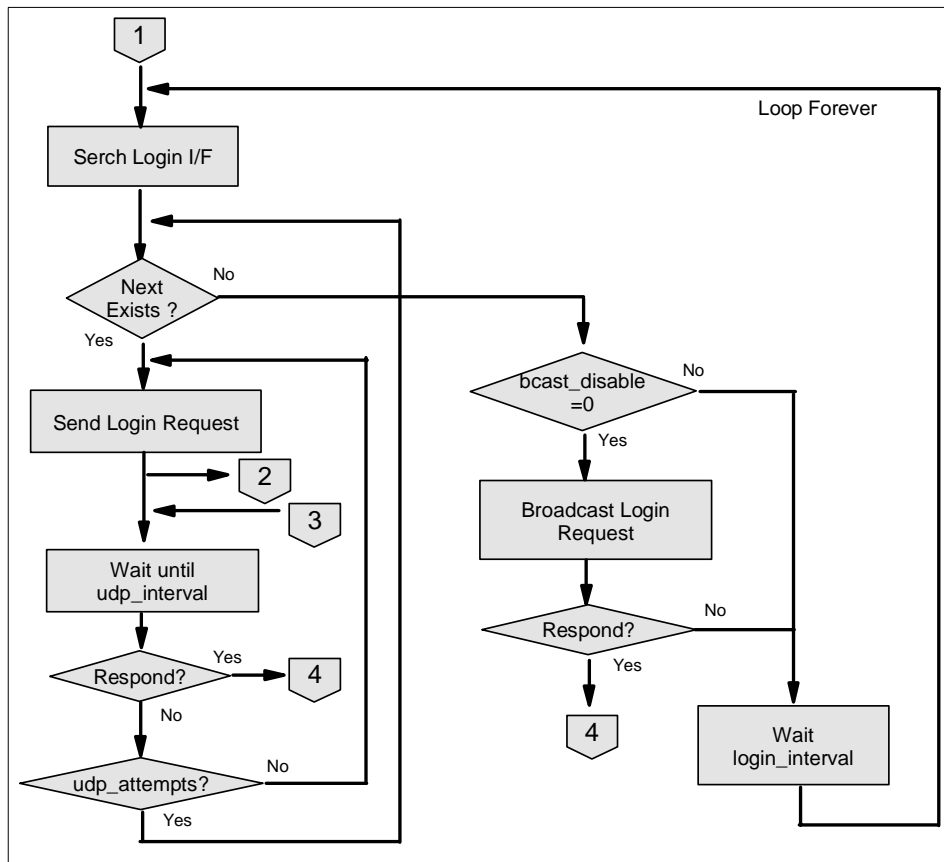 1
Loop Forever
Serch Login I/F
Next
Exists ?
No
Yes
Send Login Request
2
3
Wait until
udp_interval
Respond?
Yes
4
No
udp_attempts?
No
Yes
bcast_disable
=0
No
Yes
Broadcast Login
Request
Respond?
No
Yes
4
Wait
login_interval